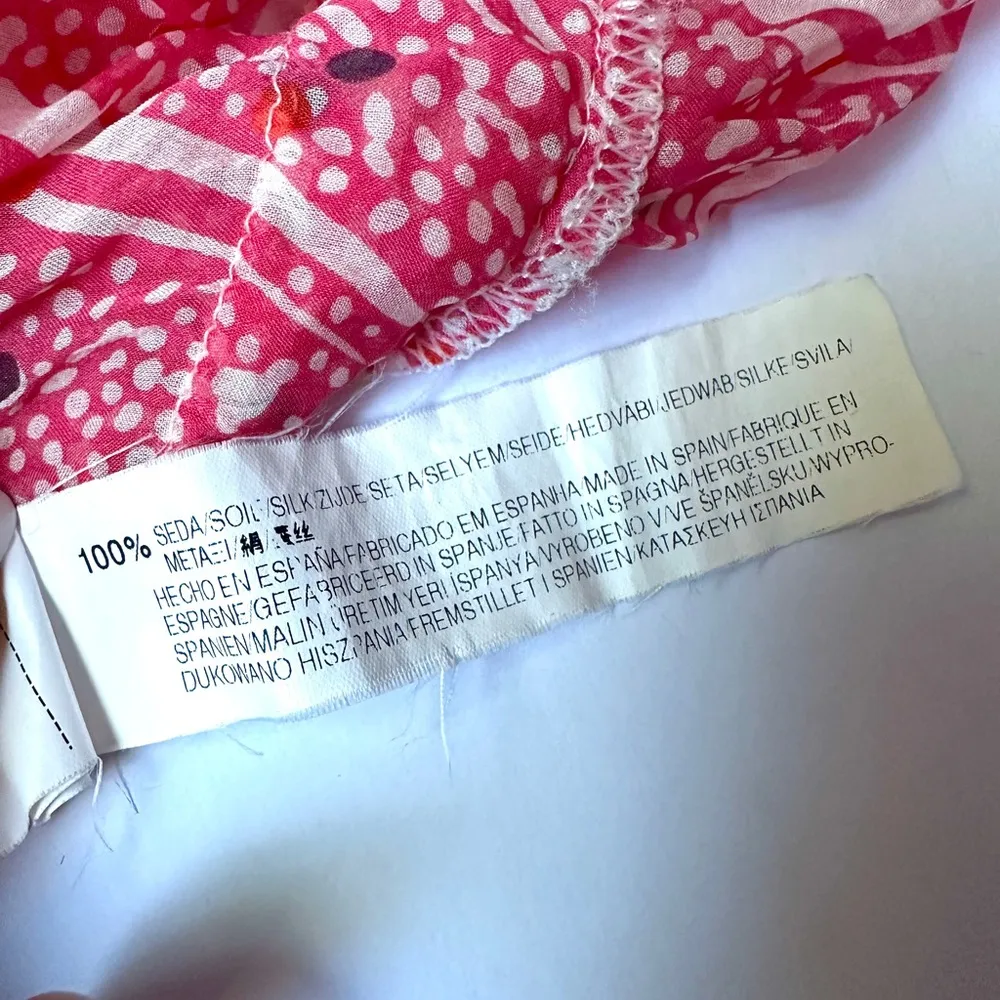 100% SEDA/SOIE/SILK/ZIJDE/SETA/SELYEM/SEIDE/HEDVÁBÍ/JEDWAB/SILKE/SVILA/
METAΞI/絹/蚕丝
HECHO EN ESPAÑA/FABRICADO EM ESPANHA/MADE IN SPAIN/FABRIQUE EN
ESPAGNE/GEFABRICEERD IN SPANJE/FATTO IN SPAGNA/HERGESTELLT IN
SPANIEN/MALIN ÜRETIM YERI ISPANYA/VYROBENO V/VE ŠPANĚLSKU/WYPRO-
DUKOWANO HISZPANIA/FREMSTILLET I SPANIEN/ΚΑΤΑΣΚΕΥΗ ΙΣΠΑΝΙΑ